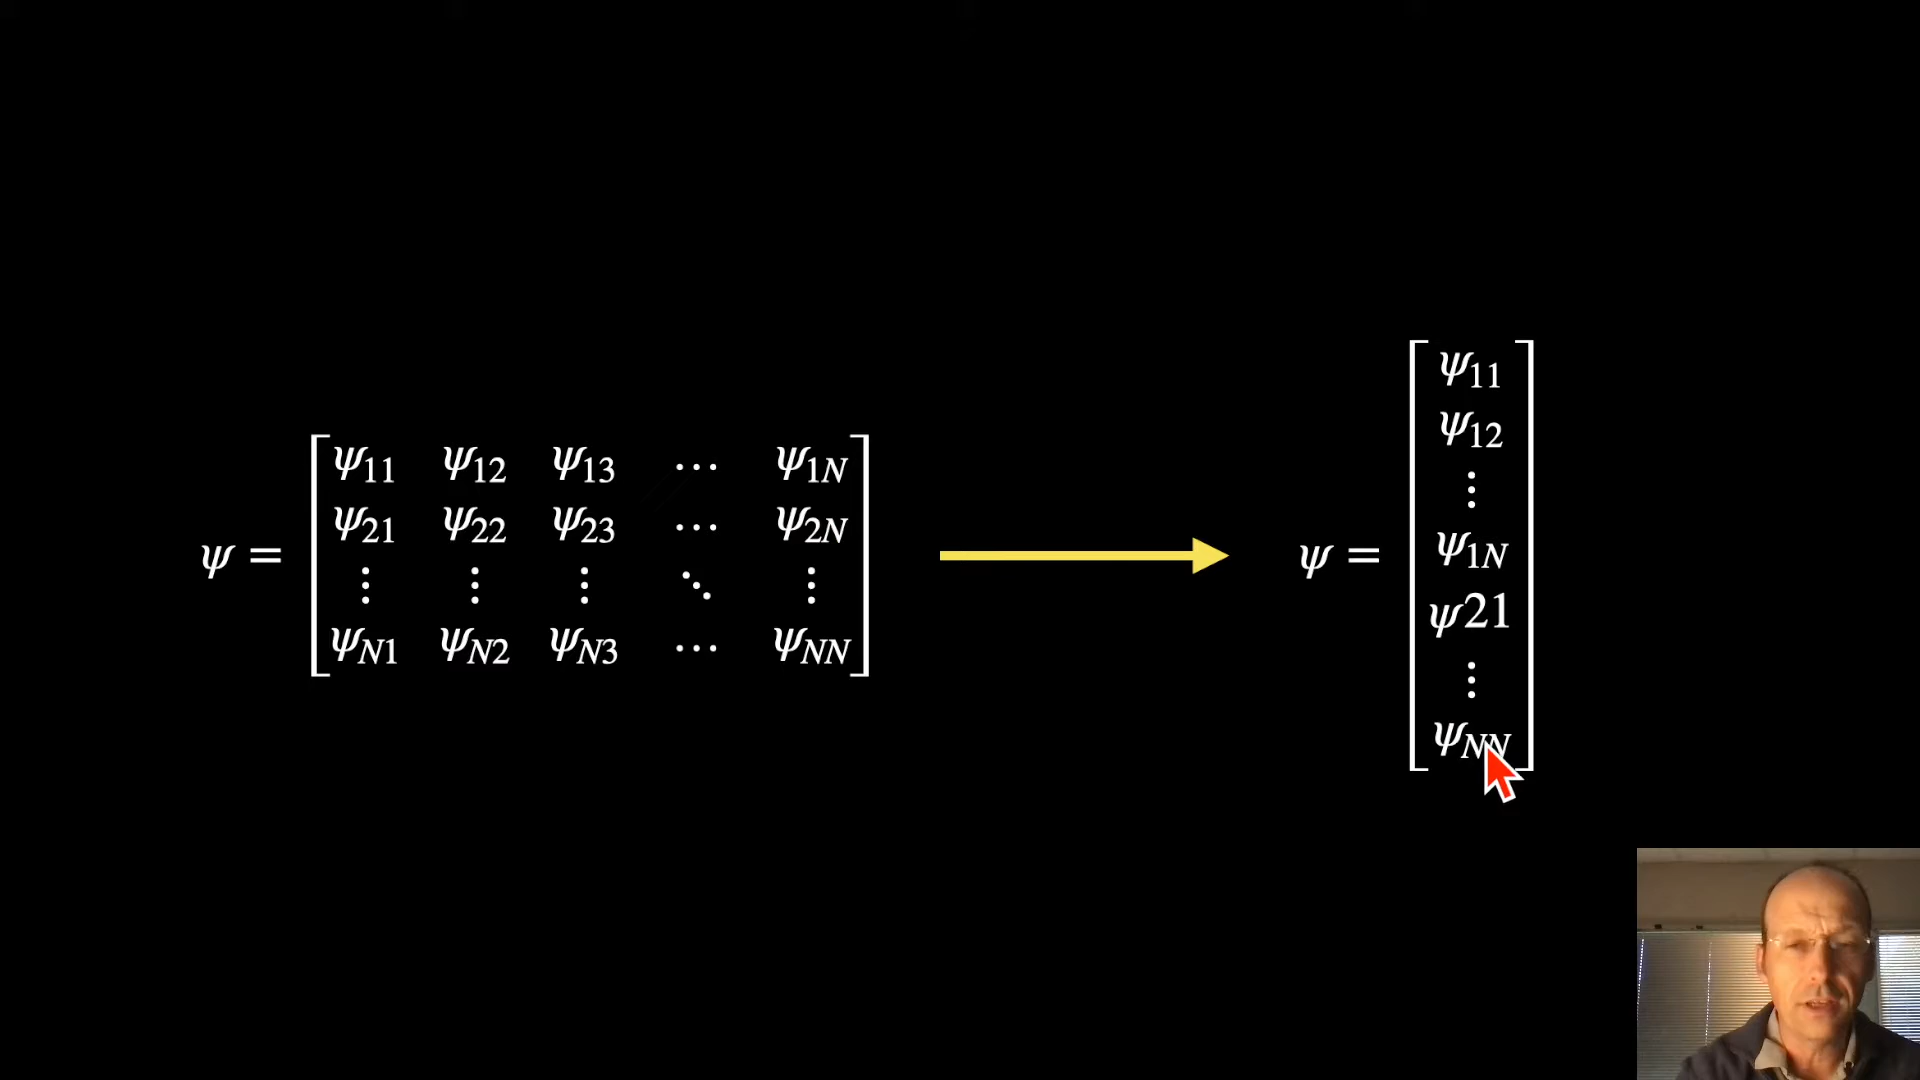 ψ = [ψ₁₁ ψ₁₂ ψ₁₃ ⋯ ψ₁N
ψ₂₁ ψ₂₂ ψ₂₃ ⋯ ψ₂N
⋮ ⋮ ⋮ ⋱ ⋮
ψN1 ψN2 ψN3 ⋯ ψNN]
ψ = [ψ₁₁
ψ₁₂
⋮
ψ₁N
ψ21
⋮
ψNN]